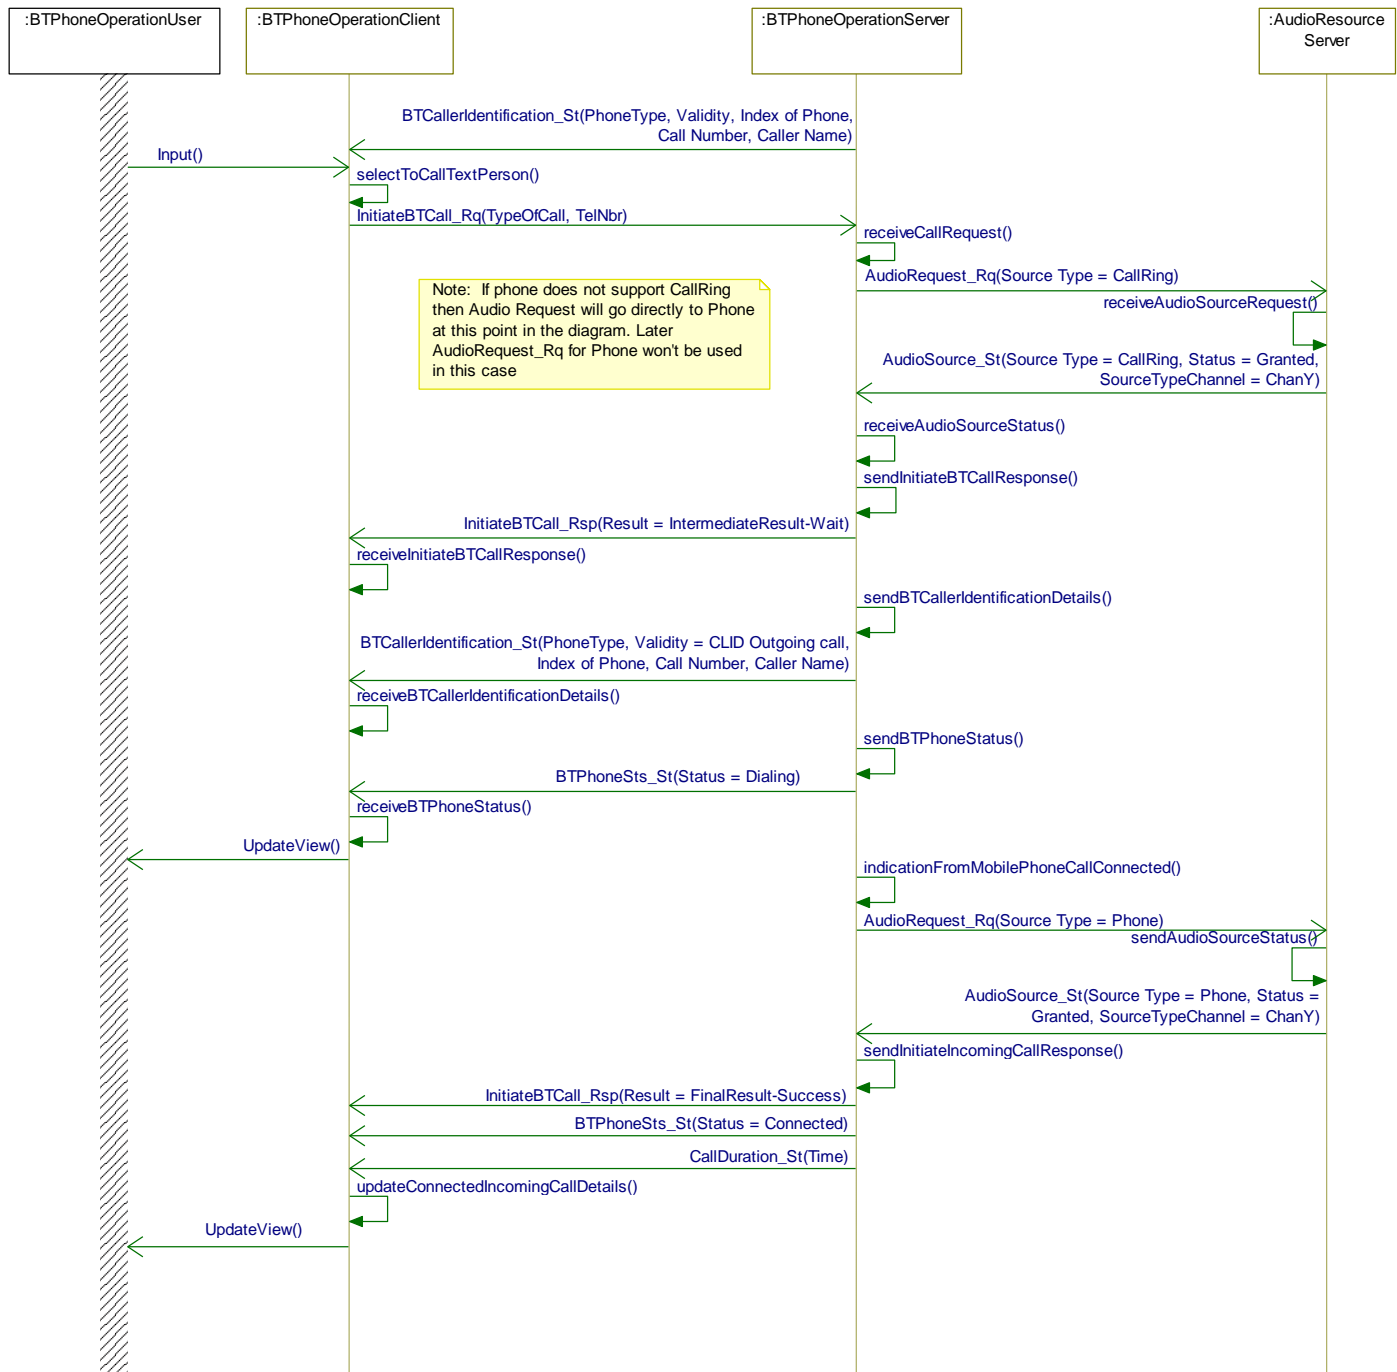 :BTPhoneOperationUser
:BTPhoneOperationClient
:BTPhoneOperationServer
:AudioResource
Server
BTCallerIdentification_St(PhoneType, Validity, Index of Phone,
Call Number, Caller Name)
Input()
selectToCallTextPerson()
InitiateBTCall_Rq(TypeOfCall, TelNbr)
receiveCallRequest()
AudioRequest_Rq(Source Type = CallRing)
Note:  If phone does not support CallRing
then Audio Request will go directly to Phone
at this point in the diagram. Later
AudioRequest_Rq for Phone won't be used
in this case
receiveAudioSourceRequest()
AudioSource_St(Source Type = CallRing, Status = Granted,
SourceTypeChannel = ChanY)
receiveAudioSourceStatus()
sendInitiateBTCallResponse()
InitiateBTCall_Rsp(Result = IntermediateResult-Wait)
receiveInitiateBTCallResponse()
sendBTCallerIdentificationDetails()
BTCallerIdentification_St(PhoneType, Validity = CLID Outgoing call,
Index of Phone, Call Number, Caller Name)
receiveBTCallerIdentificationDetails()
sendBTPhoneStatus()
BTPhoneSts_St(Status = Dialing)
receiveBTPhoneStatus()
UpdateView()
indicationFromMobilePhoneCallConnected()
AudioRequest_Rq(Source Type = Phone)
sendAudioSourceStatus()
AudioSource_St(Source Type = Phone, Status =
Granted, SourceTypeChannel = ChanY)
sendInitiateIncomingCallResponse()
InitiateBTCall_Rsp(Result = FinalResult-Success)
BTPhoneSts_St(Status = Connected)
CallDuration_St(Time)
updateConnectedIncomingCallDetails()
UpdateView()